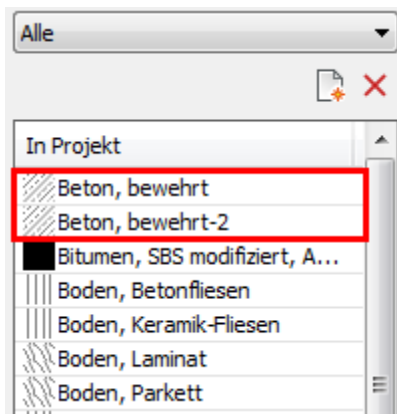 Alle
In Projekt
Beton, bewehrt
Beton, bewehrt-2
Bitumen, SBS modifiziert, A...
Boden, Betonfliesen
Boden, Keramik-Fliesen
Boden, Laminat
Boden, Parkett